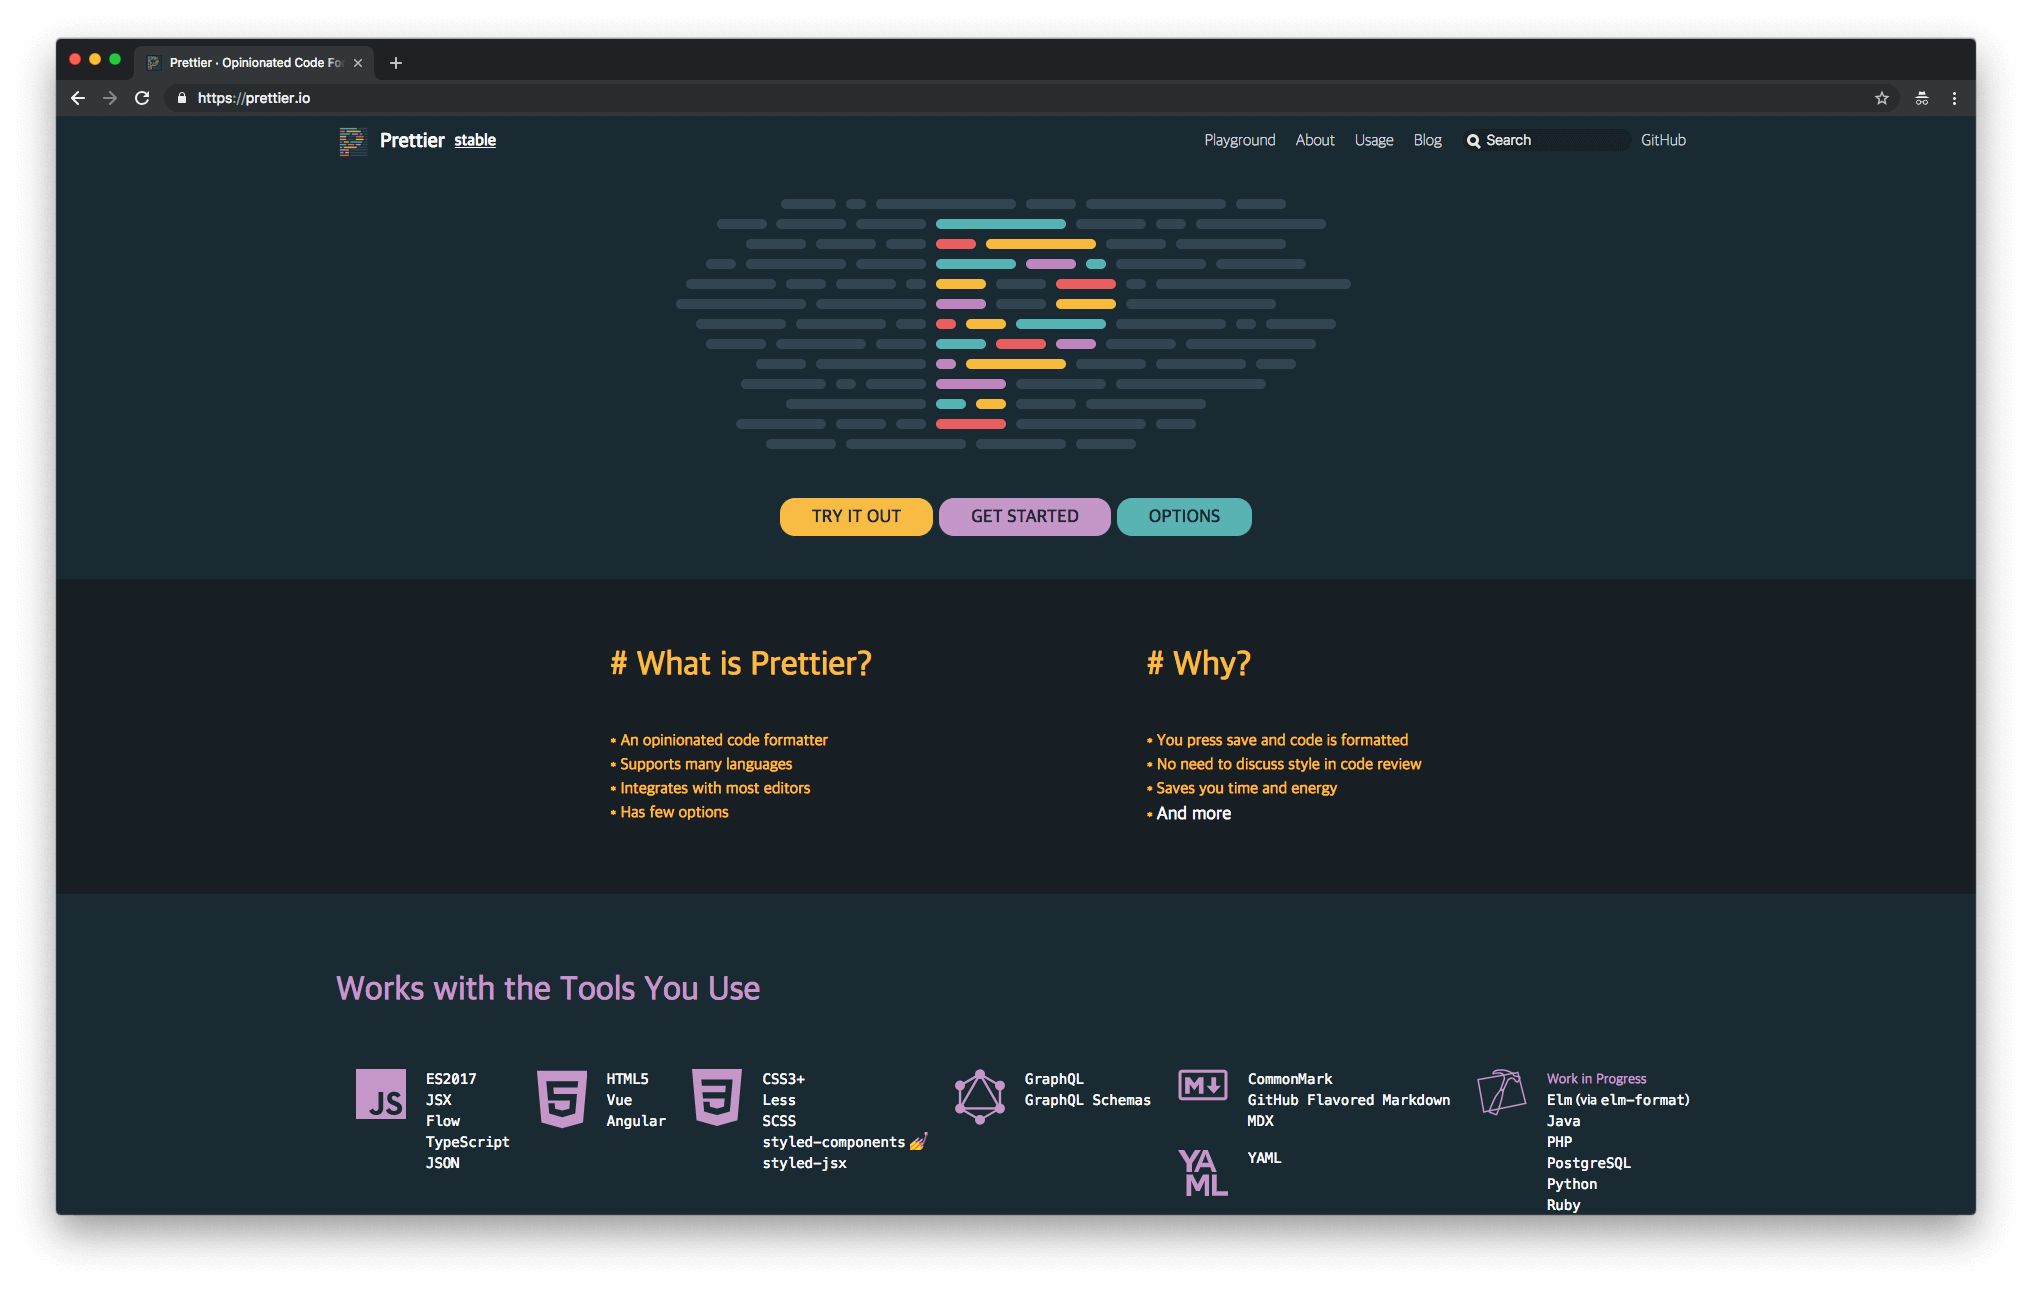 Prettier · Opinionated Code Fo
https://prettier.io
Prettier stable
Playground About Usage Blog Search GitHub
TRY IT OUT GET STARTED OPTIONS
# What is Prettier?
* An opinionated code formatter
* Supports many languages
* Integrates with most editors
* Has few options
# Why?
* You press save and code is formatted
* No need to discuss style in code review
* Saves you time and energy
* And more
Works with the Tools You Use
JS
ES2017
JSX
Flow
TypeScript
JSON
5
HTML5
Vue
Angular
3
CSS3+
Less
SCSS
styled-components 💅
styled-jsx
GraphQL
GraphQL Schemas
M
CommonMark
GitHub Flavored Markdown
MDX
YA
ML
YAML
Work in Progress
Elm (via elm-format)
Java
PHP
PostgreSQL
Python
Ruby